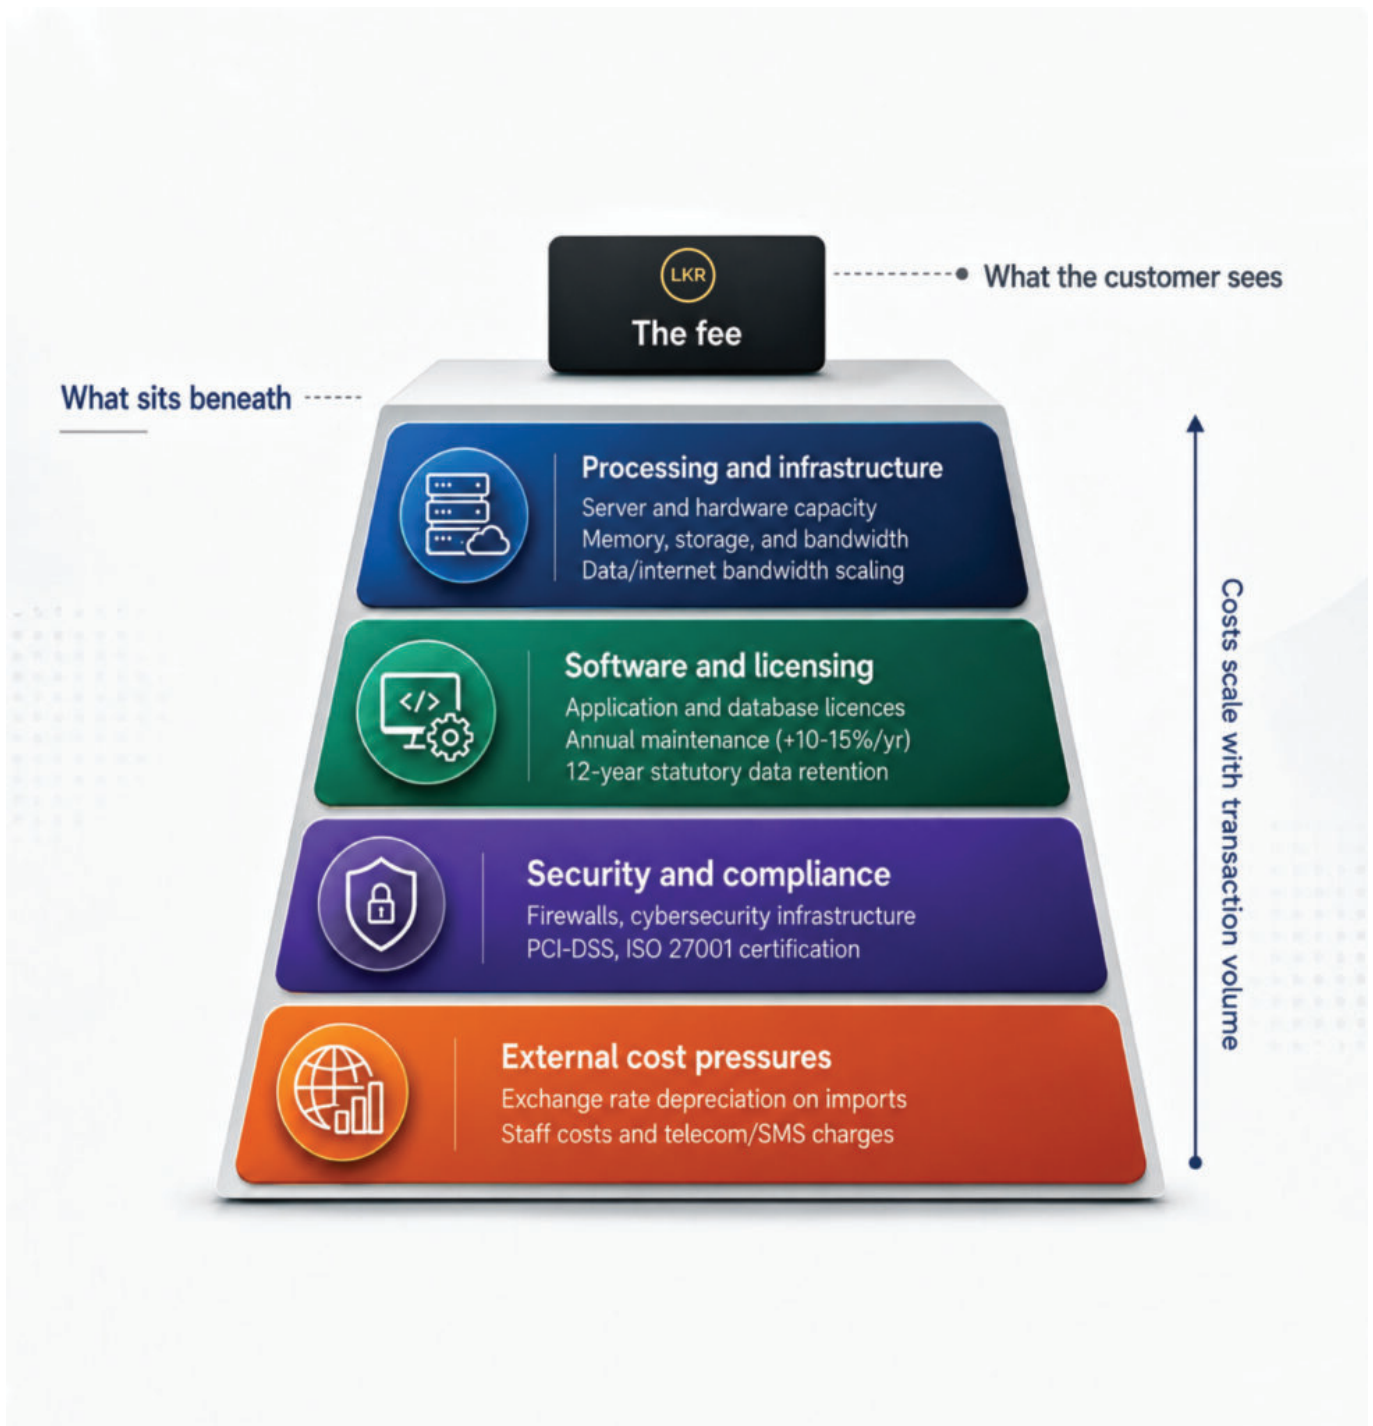 LKR
The fee
What the customer sees
What sits beneath
Processing and infrastructure
Server and hardware capacity
Memory, storage, and bandwidth
Data/internet bandwidth scaling
Software and licensing
Application and database licences
Annual maintenance (+10-15%/yr)
12-year statutory data retention
Security and compliance
Firewalls, cybersecurity infrastructure
PCI-DSS, ISO 27001 certification
External cost pressures
Exchange rate depreciation on imports
Staff costs and telecom/SMS charges
Costs scale with transaction volume